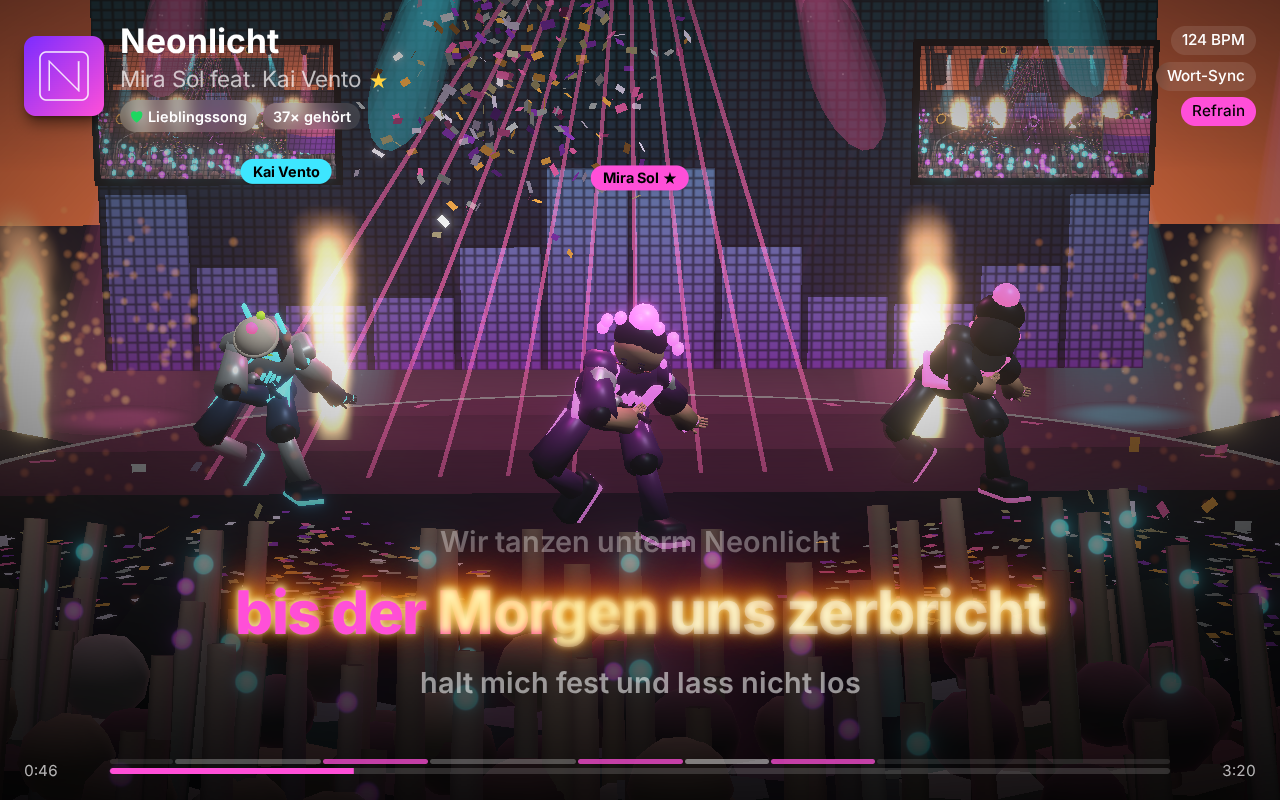 N
Neonlicht
Mira Sol feat. Kai Vento ⭐
Lieblingssong
37× gehört
124 BPM
Wort-Sync
Refrain
Kai Vento
Mira Sol ★
Wir tanzen unterm Neonlicht
bis der Morgen uns zerbricht
halt mich fest und lass nicht los
0:46
3:20